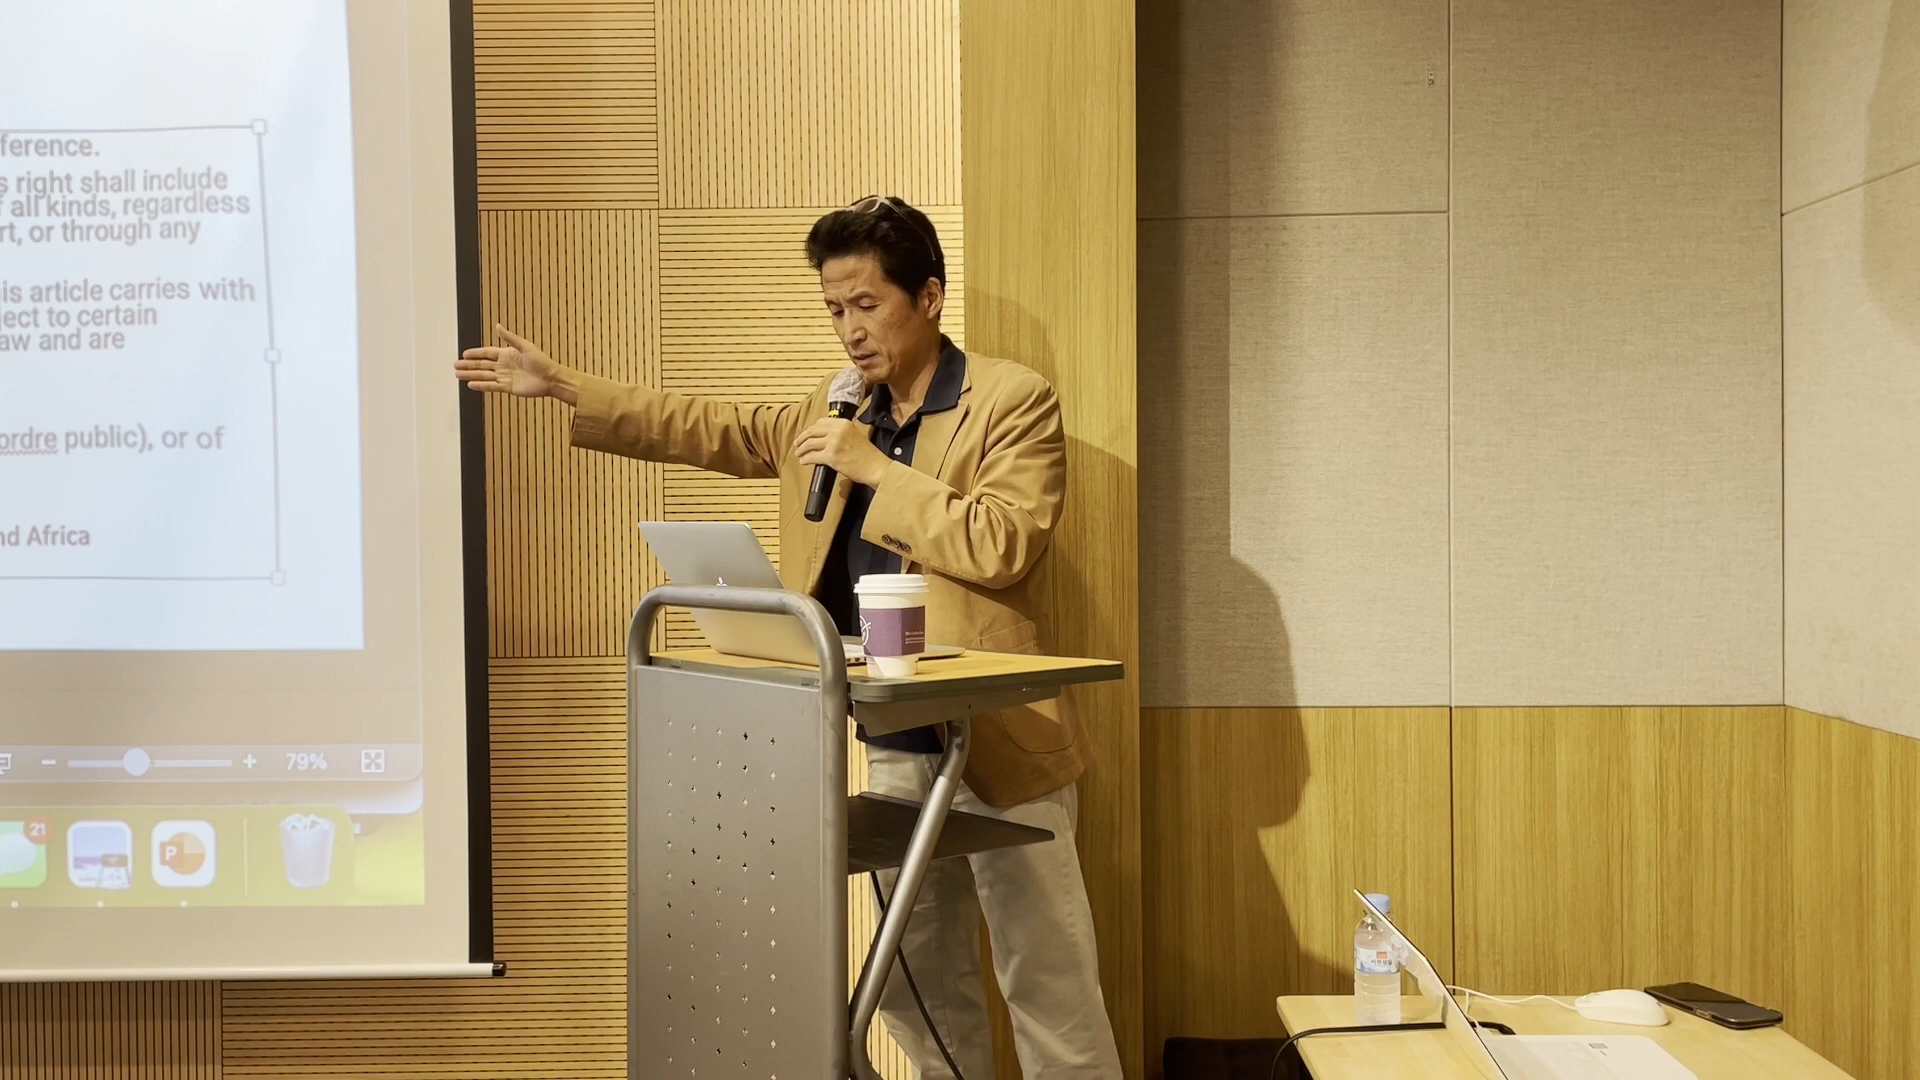 ference.
s right shall include
f all kinds, regardless
rt, or through any
is article carries with
ject to certain
aw and are
ordre public), or of
nd Africa
79%
21
P